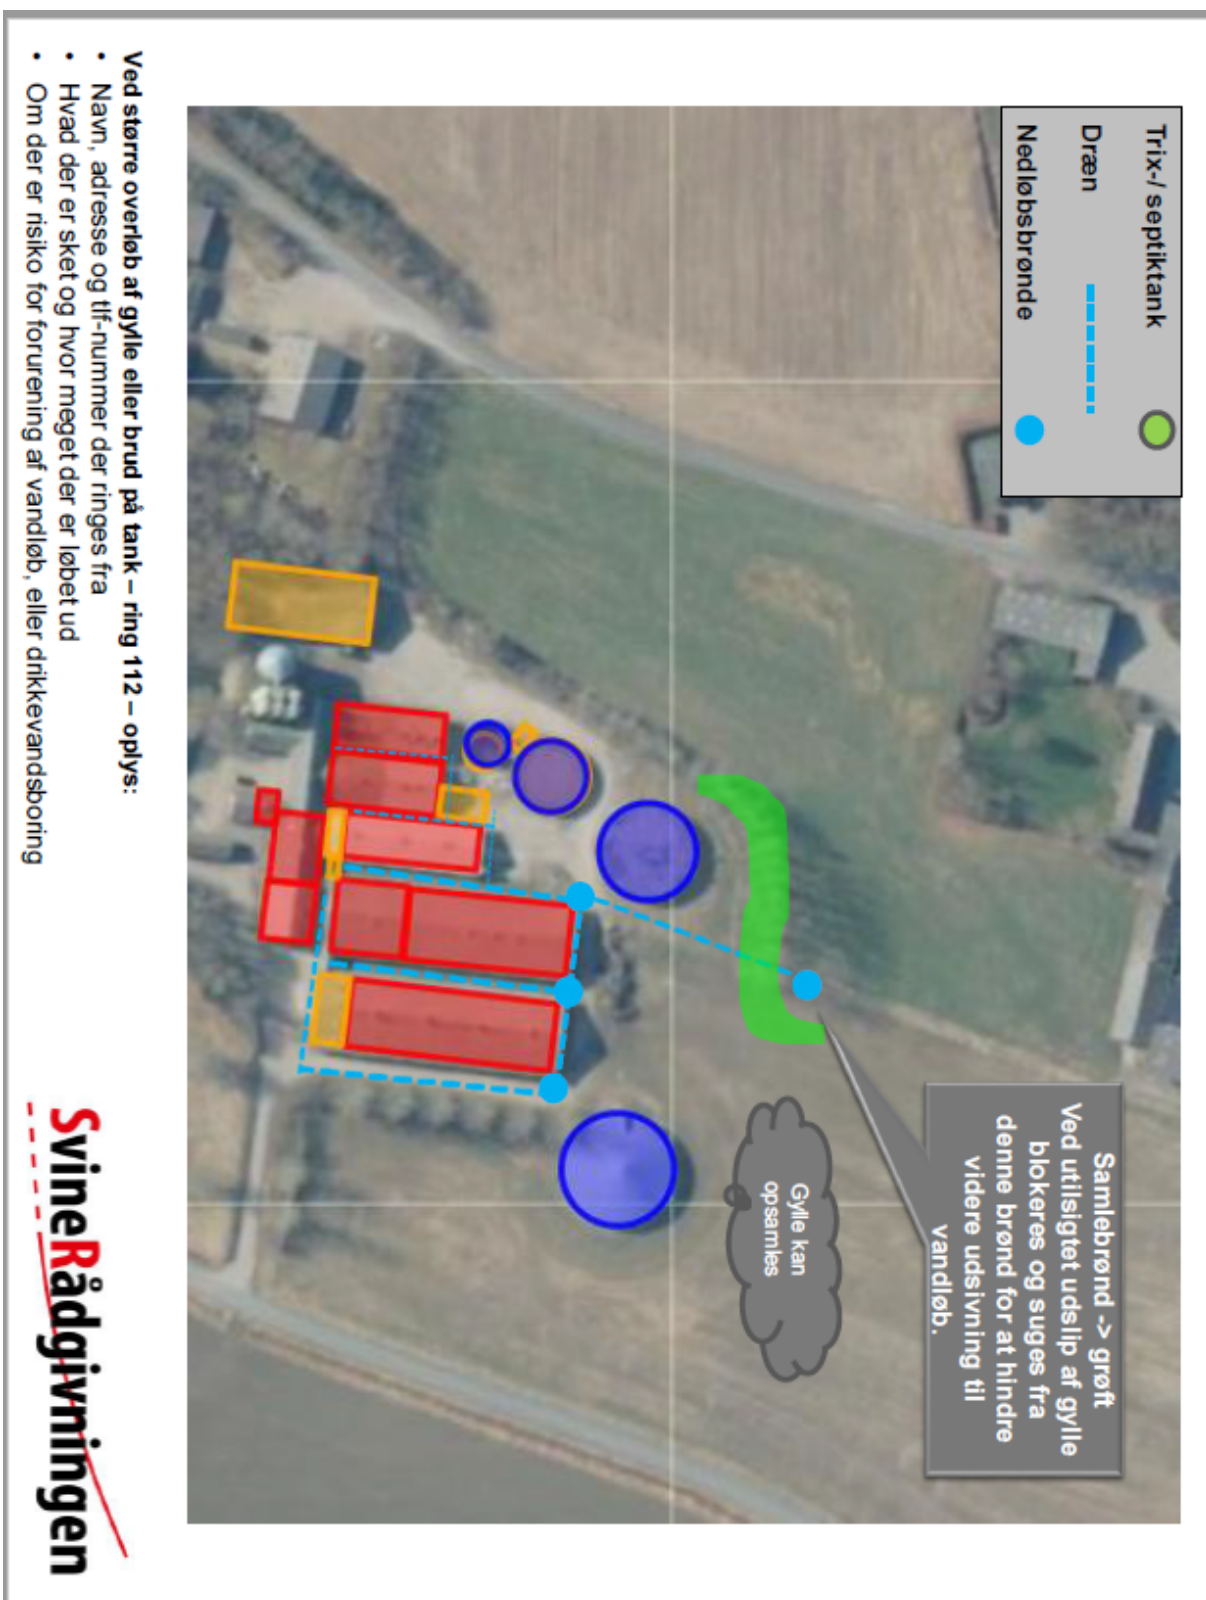 Trix-/ septiktank
Dræn
Nedløbsbrønde
Samlebrønd -> grøft
Ved utilsigtet udslip af gylle
blokeres og suges fra
denne brønd for at hindre
videre udsivning til
vandløb.
Gylle kan
opsamles
Ved større overløb af gylle eller brud på tank – ring 112 – oplys:
• Navn, adresse og tlf-nummer der ringes fra
• Hvad der er sket og hvor meget der er løbet ud
• Om der er risiko for forurening af vandløb, eller drikkevandsboring
SvineRådgivningen